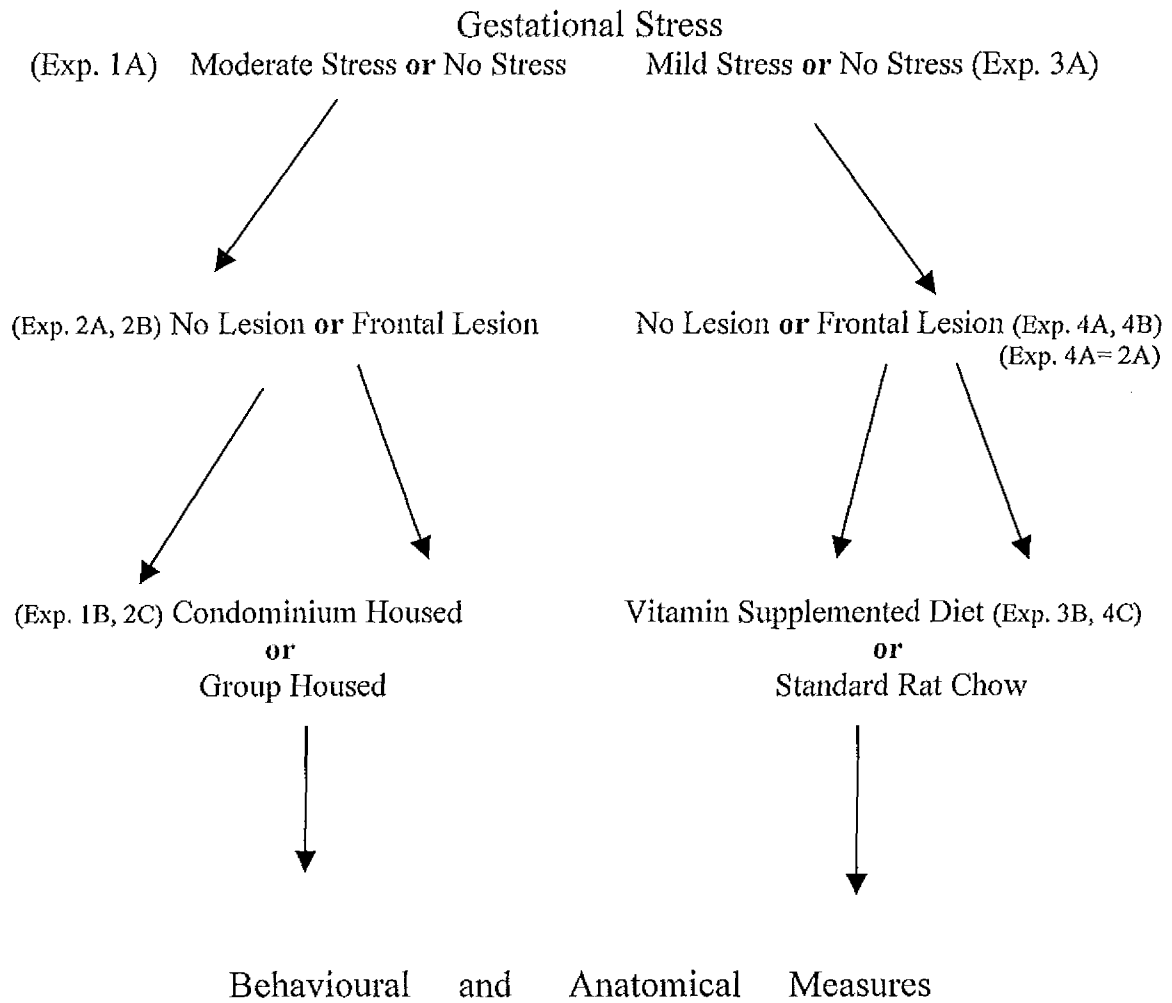 Gestational Stress
(Exp. 1A) Moderate Stress or No Stress
Mild Stress or No Stress (Exp. 3A)
(Exp. 2A, 2B) No Lesion or Frontal Lesion
No Lesion or Frontal Lesion (Exp. 4A, 4B)
(Exp. 4A= 2A)
(Exp. 1B, 2C) Condominium Housed
or
Group Housed
Vitamin Supplemented Diet (Exp. 3B, 4C)
or
Standard Rat Chow
Behavioural and Anatomical Measures